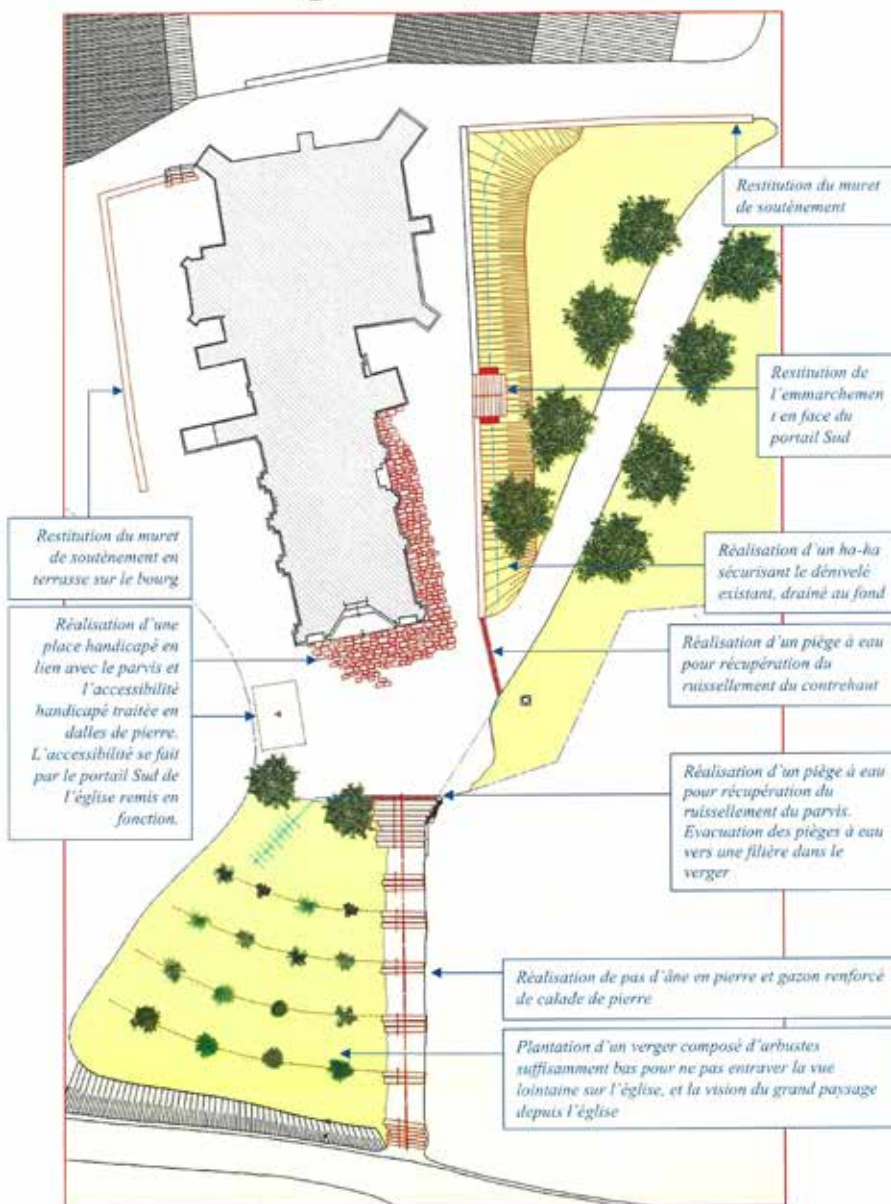 Restitution du muret
de soutènement
Restitution de
l'emmarchemen
t en face du
portail Sud
Restitution du muret
de soutènement en
terrasse sur le bourg
Réalisation d'un ha-ha
sécurisant le dénivelé
existant, drainé au fond
Réalisation d'une
place handicapé en
lien avec le parvis et
l'accessibilité
handicapé traitée en
dalles de pierre.
L'accessibilité se fait
par le portail Sud de
l'église remis en
fonction.
Réalisation d'un piège à eau
pour récupération du
ruissellement du contrehaut
Réalisation d'un piège à eau
pour récupération du
ruissellement du parvis.
Evacuation des pièges à eau
vers une filière dans le
verger
Réalisation de pas d'âne en pierre et gazon renforcé
de calade de pierre
Plantation d'un verger composé d'arbustes
suffisamment bas pour ne pas entraver la vue
lointaine sur l'église, et la vision du grand paysage
depuis l'église